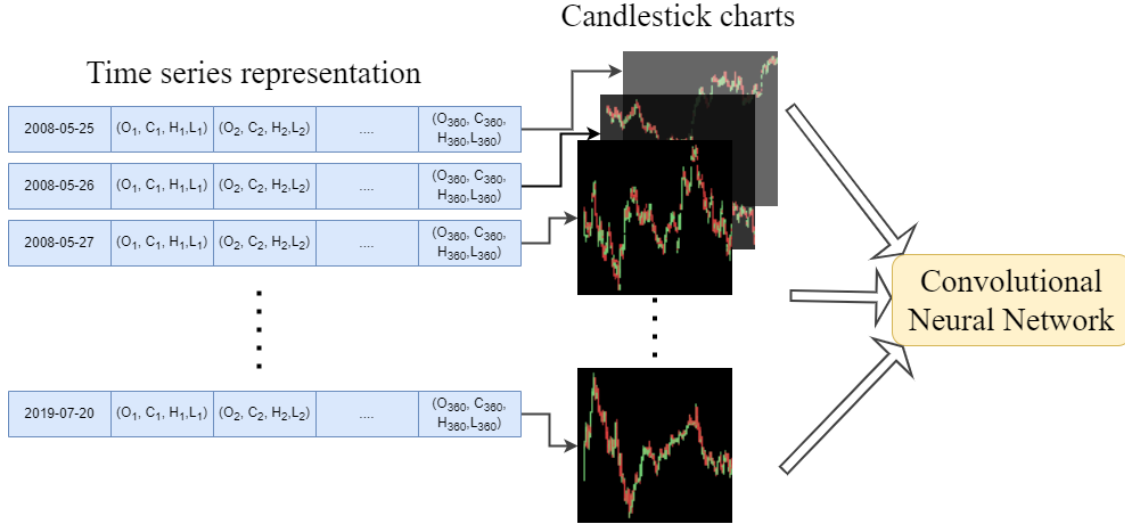 Candlestick charts
Time series representation
2008-05-25 (O₁, C₁, H₁,L₁) (O₂, C₂, H₂,L₂) .... (O₃₆₀, C₃₆₀,
H₃₆₀,L₃₆₀)
2008-05-26 (O₁, C₁, H₁,L₁) (O₂, C₂, H₂,L₂) .... (O₃₆₀, C₃₆₀,
H₃₆₀,L₃₆₀)
2008-05-27 (O₁, C₁, H₁,L₁) (O₂, C₂, H₂,L₂) .... (O₃₆₀, C₃₆₀,
H₃₆₀,L₃₆₀)
2019-07-20 (O₁, C₁, H₁,L₁) (O₂, C₂, H₂,L₂) .... (O₃₆₀, C₃₆₀,
H₃₆₀,L₃₆₀)
Convolutional
Neural Network